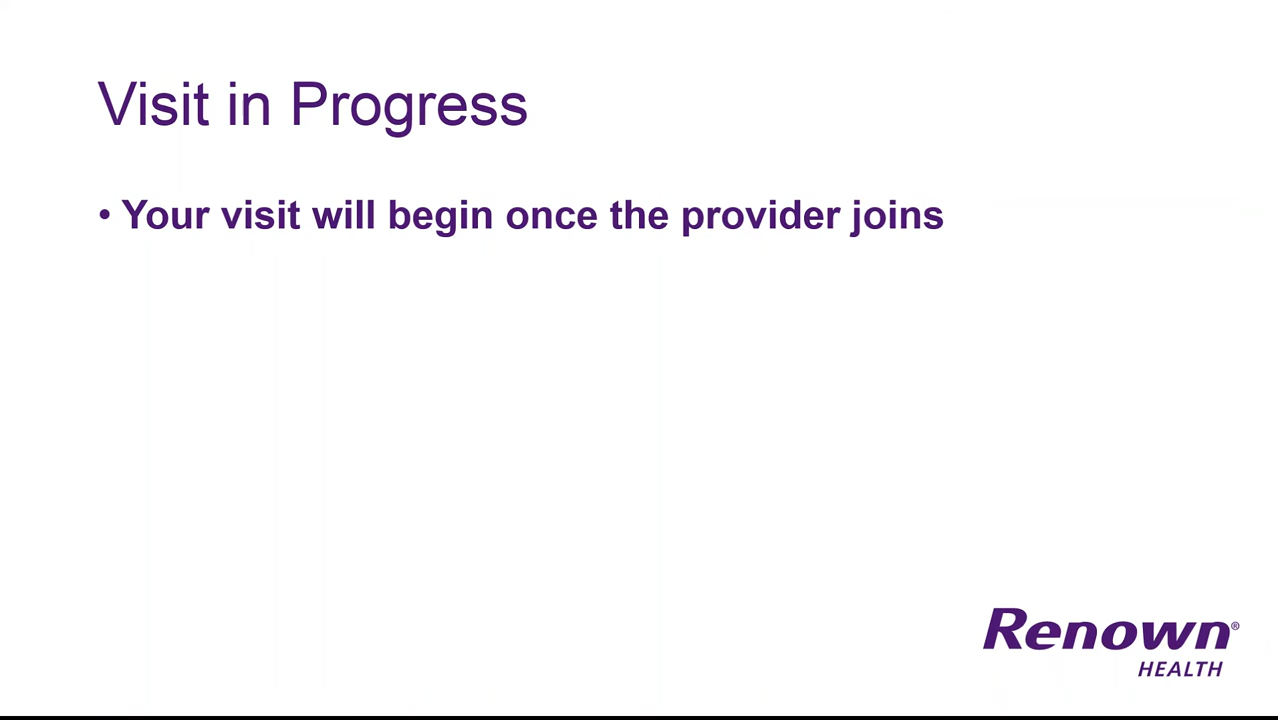 Visit in Progress
• Your visit will begin once the provider joins
Renown®
HEALTH